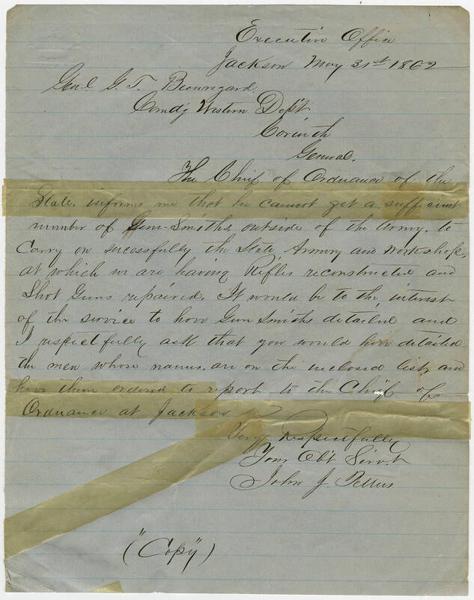 Executive Office
Jackson May 31st 1862
Genl G. T. Beauregard
Comdg Western Dept
Corinth
General.
The Chief of Ordnance of the
State informs me that he cannot get a sufficient
number of Gun-Smiths outside of the Army, to
Carry on successfully the State Armory and workshops,
at which we are having Rifles reconstructed and
Shot Guns repaired. It would be to the interest
of the service to have Gun Smiths detailed and
I respectfully ask that you would have detailed
the men whose names are on the inclosed list, and
have them ordered to report to the Chief of
Ordnance at Jackson
Very Respectfully
Your Obt Servt
John J. Pettus
("Copy")